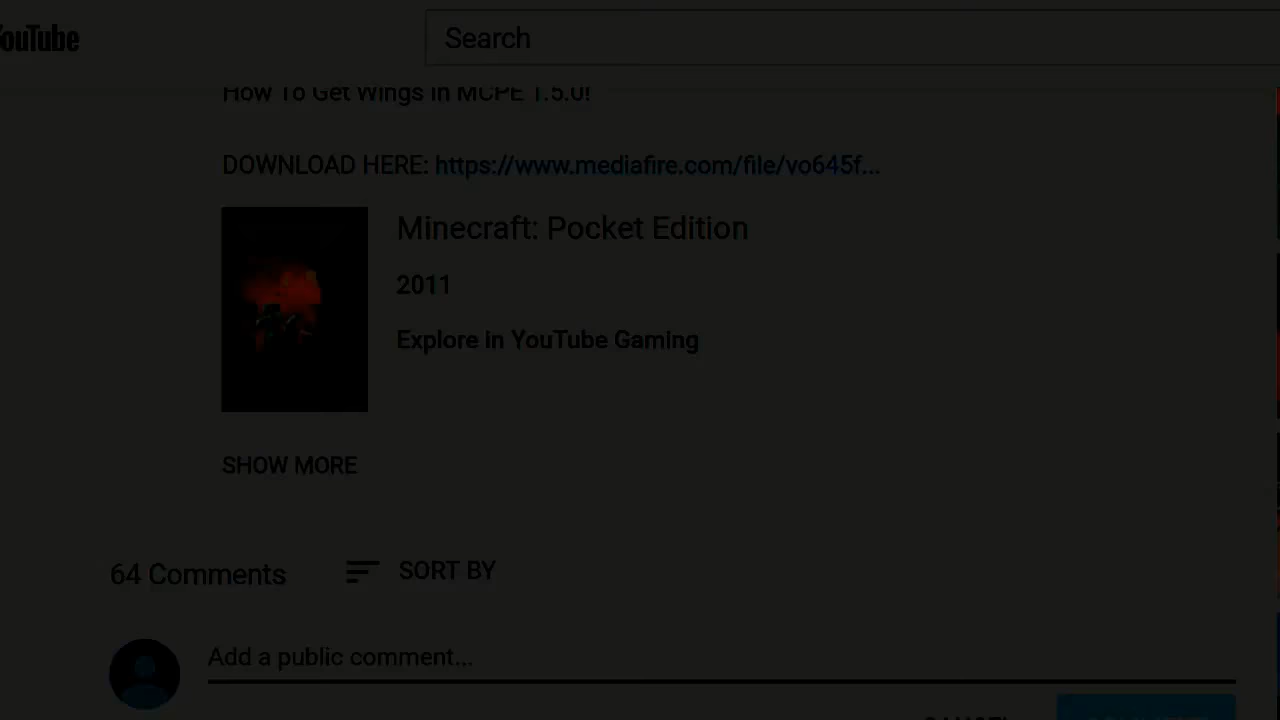 YouTube
Search
How To Get Wings in MCPE 1.5.0!
DOWNLOAD HERE: https://www.mediafire.com/file/vo645f...
Minecraft: Pocket Edition
2011
Explore in YouTube Gaming
SHOW MORE
64 Comments
SORT BY
Add a public comment...
CANCEL